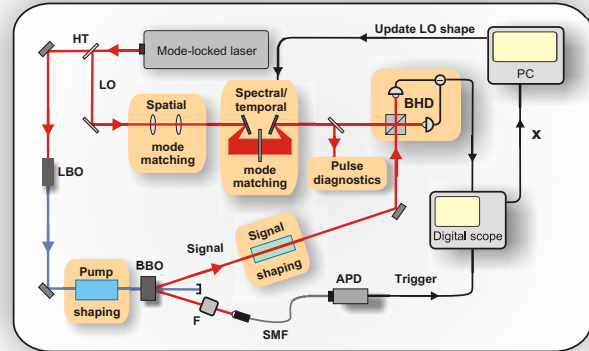 HT
Mode-locked laser
Update LO shape
PC
LO
Spatial
mode matching
Spectral/
temporal
mode matching
BHD
Pulse
diagnostics
X
LBO
Signal
Signal
shaping
Digital scope
Pump
shaping
BBO
F
SMF
APD
Trigger